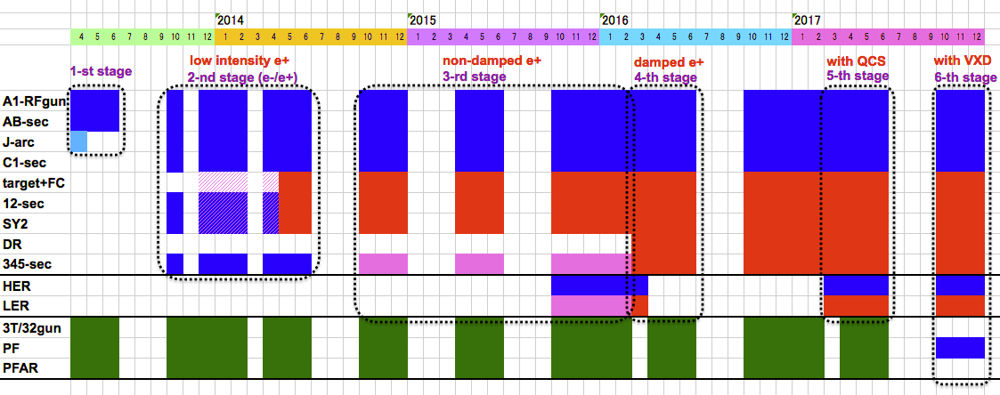 2014 2015 2016 2017
4 5 6 7 8 9 10 11 12 1 2 3 4 5 6 7 8 9 10 11 12 1 2 3 4 5 6 7 8 9 10 11 12 1 2 3 4 5 6 7 8 9 10 11 12 1 2 3 4 5 6 7 8 9 10 11 12
low intensity e+ non-damped e+ damped e+ with QCS with VXD
1-st stage 2-nd stage (e-/e+) 3-rd stage 4-th stage 5-th stage 6-th stage
A1-RFgun
AB-sec
J-arc
C1-sec
target+FC
12-sec
SY2
DR
345-sec
HER
LER
3T/32gun
PF
PFAR